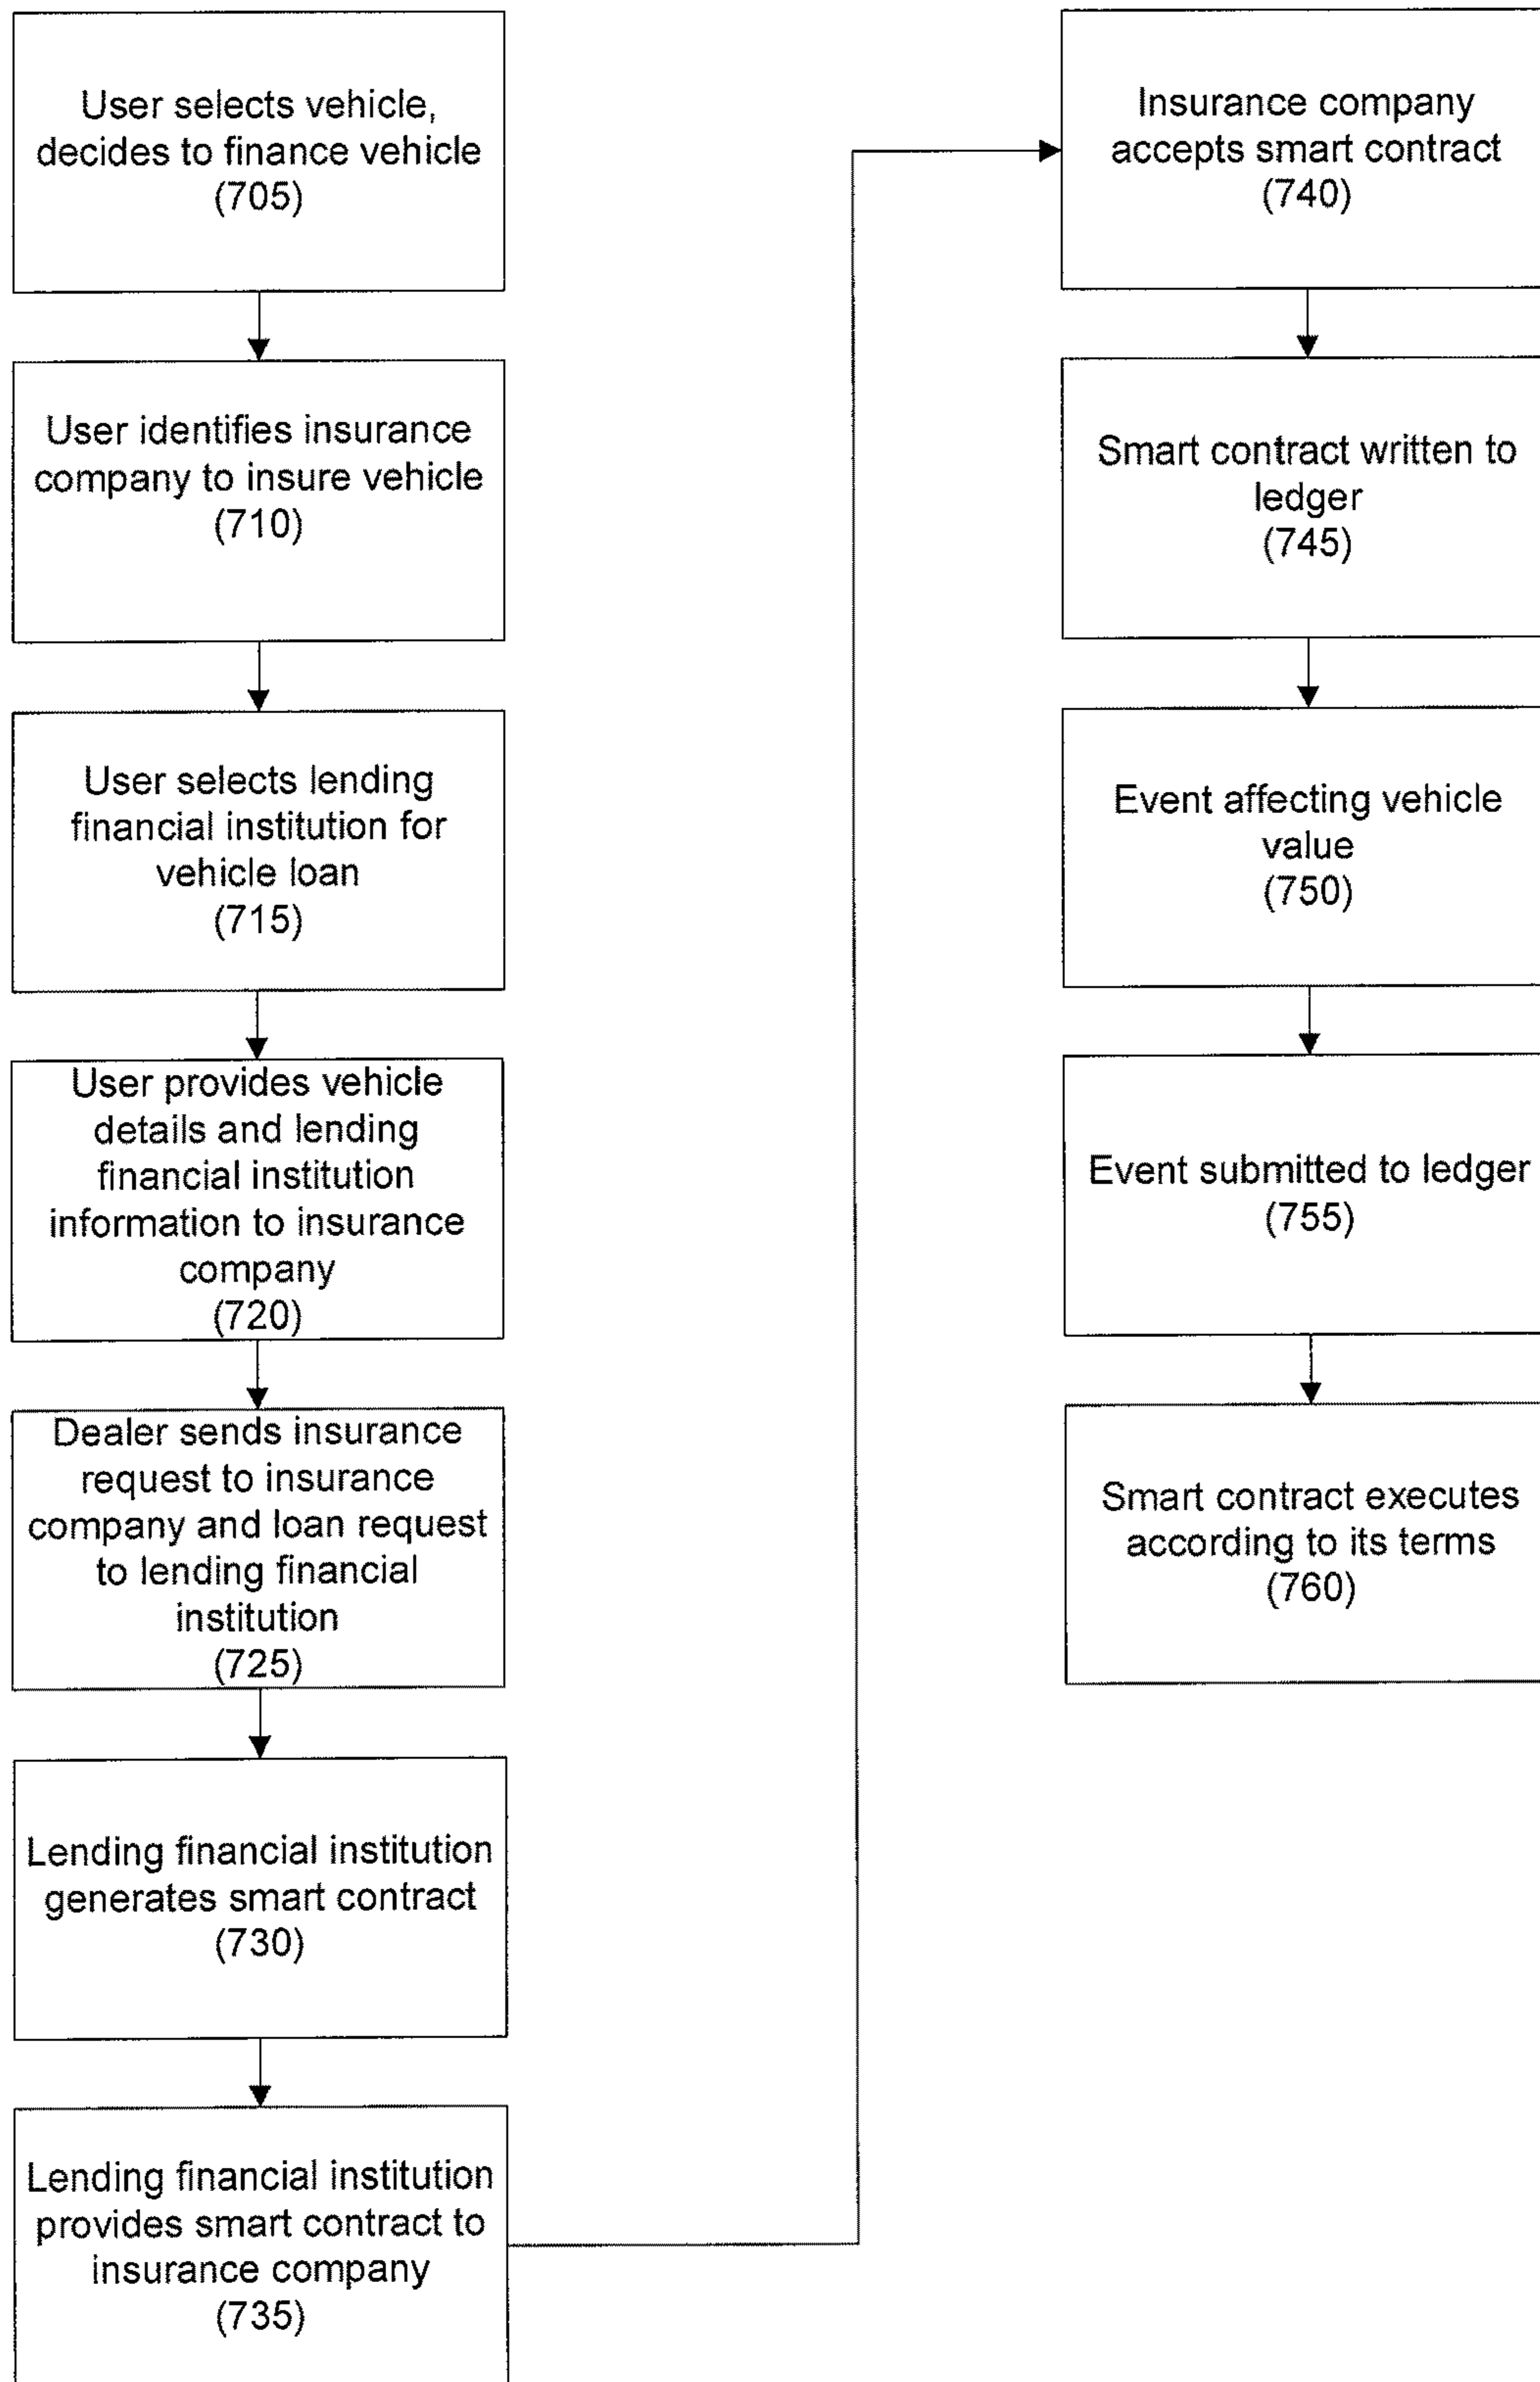 User selects vehicle,
decides to finance vehicle
(705)
User identifies insurance
company to insure vehicle
(710)
User selects lending
financial institution for
vehicle loan
(715)
User provides vehicle
details and lending
financial institution
information to insurance
company
(720)
Dealer sends insurance
request to insurance
company and loan request
to lending financial
institution
(725)
Lending financial institution
generates smart contract
(730)
Lending financial institution
provides smart contract to
insurance company
(735)
Insurance company
accepts smart contract
(740)
Smart contract written to
ledger
(745)
Event affecting vehicle
value
(750)
Event submitted to ledger
(755)
Smart contract executes
according to its terms
(760)